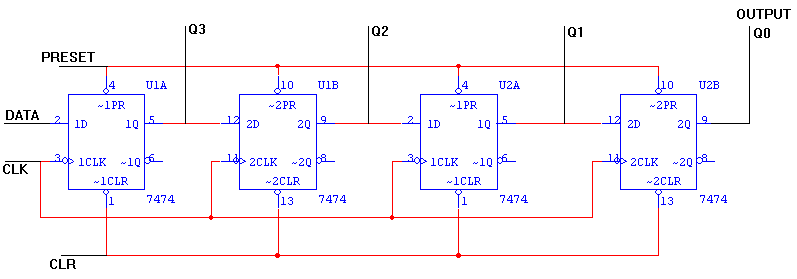 OUTPUT
Q3 Q2 Q1 Q0
PRESET
4 U1A 10 U1B 4 U2A 10 U2B
~1PR ~2PR ~1PR ~2PR
DATA 2 1D 1Q 5 12 2D 2Q 9 2 1D 1Q 5 12 2D 2Q 9
CLK 3 1CLK ~1Q 6 11 2CLK ~2Q 8 3 1CLK ~1Q 6 11 2CLK ~2Q 8
~1CLR ~2CLR ~1CLR ~2CLR
1 7474 13 7474 1 7474 13 7474
CLR